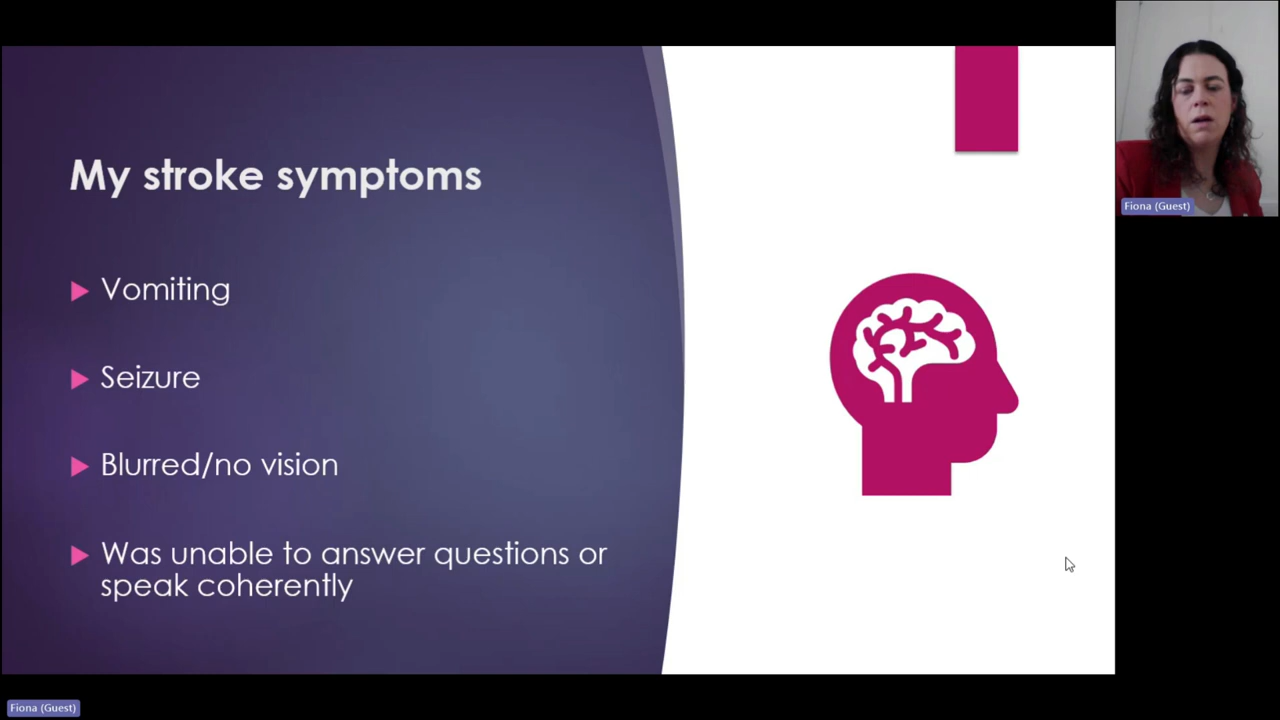 My stroke symptoms
Vomiting
Seizure
Blurred/no vision
Was unable to answer questions or
speak coherently
Fiona (Guest)
Fiona (Guest)